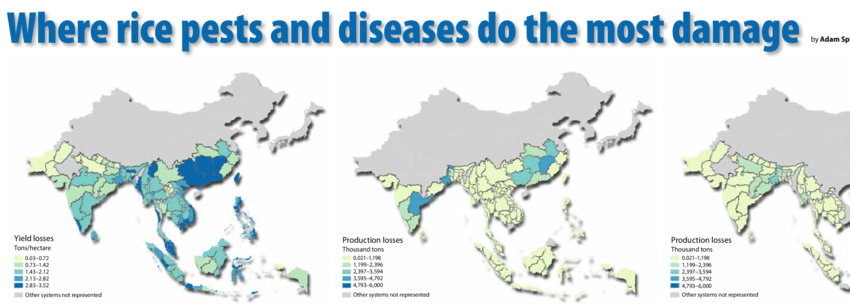 Where rice pests and diseases do the most damage
by Adam Sp
Yield losses
Tons/hectare
0.03–0.72
0.73–1.42
1.43–2.12
2.13–2.82
2.83–3.52
Other systems not represented
Production losses
Thousand tons
0.021–1,198
1,199–2,396
2,397–3,594
3,595–4,792
4,793–6,000
Other systems not represented
Production losses
Thousand tons
0.021–1,198
1,199–2,396
2,397–3,594
3,595–4,792
4,793–6,000
Other systems not represented